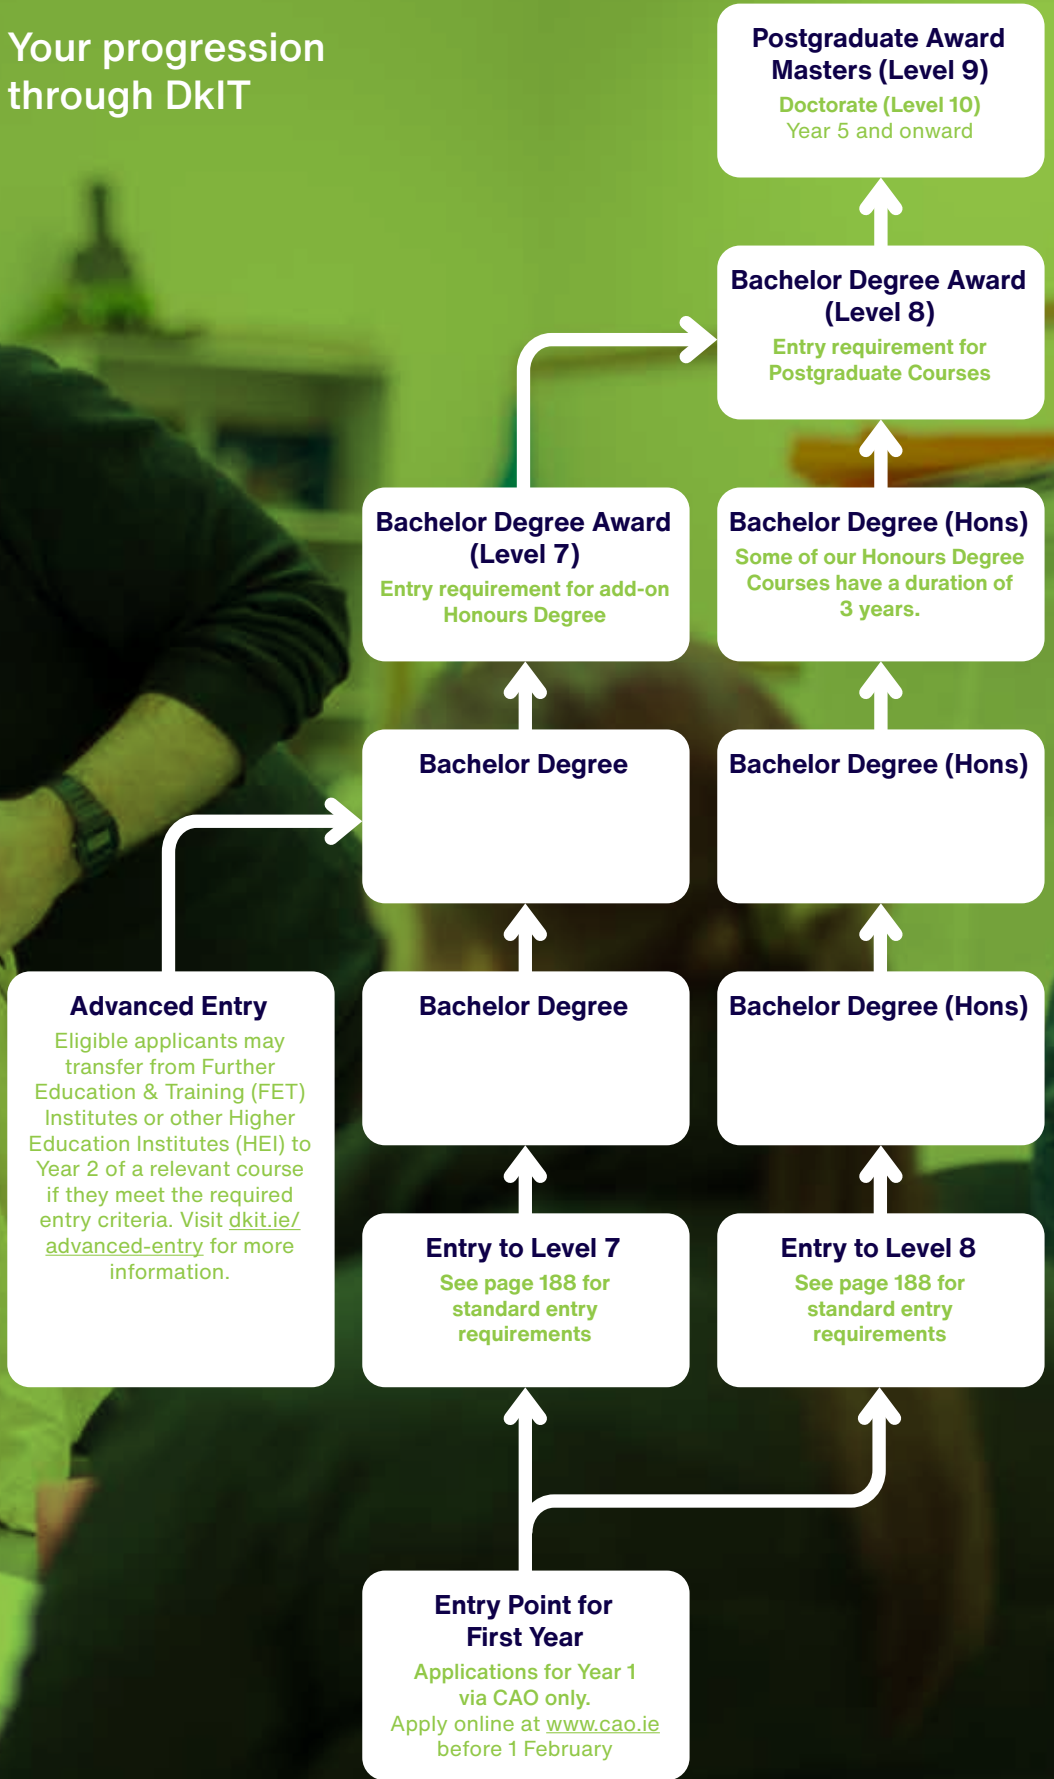 Your progression
through DkIT
Postgraduate Award
Masters (Level 9)
Doctorate (Level 10)
Year 5 and onward
Bachelor Degree Award
(Level 8)
Entry requirement for
Postgraduate Courses
Bachelor Degree Award
(Level 7)
Entry requirement for add-on
Honours Degree
Bachelor Degree (Hons)
Some of our Honours Degree
Courses have a duration of
3 years.
Bachelor Degree
Bachelor Degree (Hons)
Advanced Entry
Eligible applicants may
transfer from Further
Education & Training (FET)
Institutes or other Higher
Education Institutes (HEI) to
Year 2 of a relevant course
if they meet the required
entry criteria. Visit dkit.ie/
advanced-entry for more
information.
Bachelor Degree
Bachelor Degree (Hons)
Entry to Level 7
See page 188 for
standard entry
requirements
Entry to Level 8
See page 188 for
standard entry
requirements
Entry Point for
First Year
Applications for Year 1
via CAO only.
Apply online at www.cao.ie
before 1 February